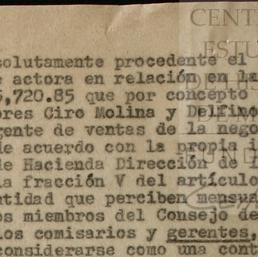 solutamente procedente el
e actora en relación en la
5,720.85 que por concepto
ores Ciro Molina y Delfino
gente de ventas de la nego
de acuerdo con la propia i
de Hacienda Dirección de I
la fracción V del artículo
ntidad que perciben mensua
os miembros del Consejo de
los comisarios y gerentes,
considerarse como una cont
CENT
ESTU